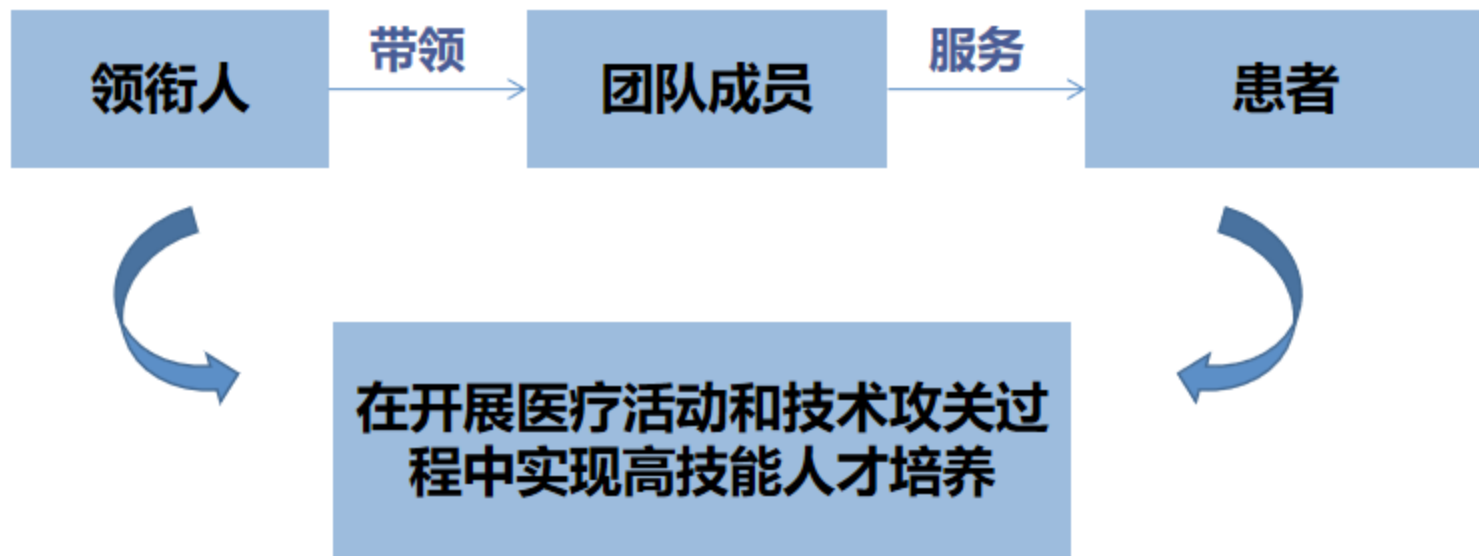 领衔人
带领
团队成员
服务
患者
在开展医疗活动和技术攻关过
程中实现高技能人才培养